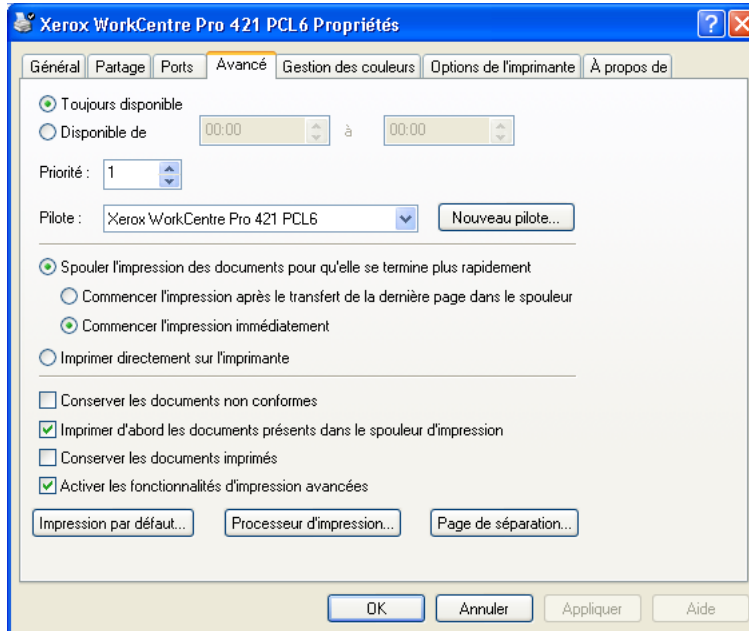 Xerox WorkCentre Pro 421 PCL6 Propriétés
Général Partage Ports Avancé Gestion des couleurs Options de l'imprimante À propos de
Toujours disponible
Disponible de 00:00 à 00:00
Priorité : 1
Pilote : Xerox WorkCentre Pro 421 PCL6 Nouveau pilote...
Spouler l'impression des documents pour qu'elle se termine plus rapidement
Commencer l'impression après le transfert de la dernière page dans le spouleur
Commencer l'impression immédiatement
Imprimer directement sur l'imprimante
Conserver les documents non conformes
Imprimer d'abord les documents présents dans le spouleur d'impression
Conserver les documents imprimés
Activer les fonctionnalités d'impression avancées
Impression par défaut... Processeur d'impression... Page de séparation...
OK Annuler Appliquer Aide